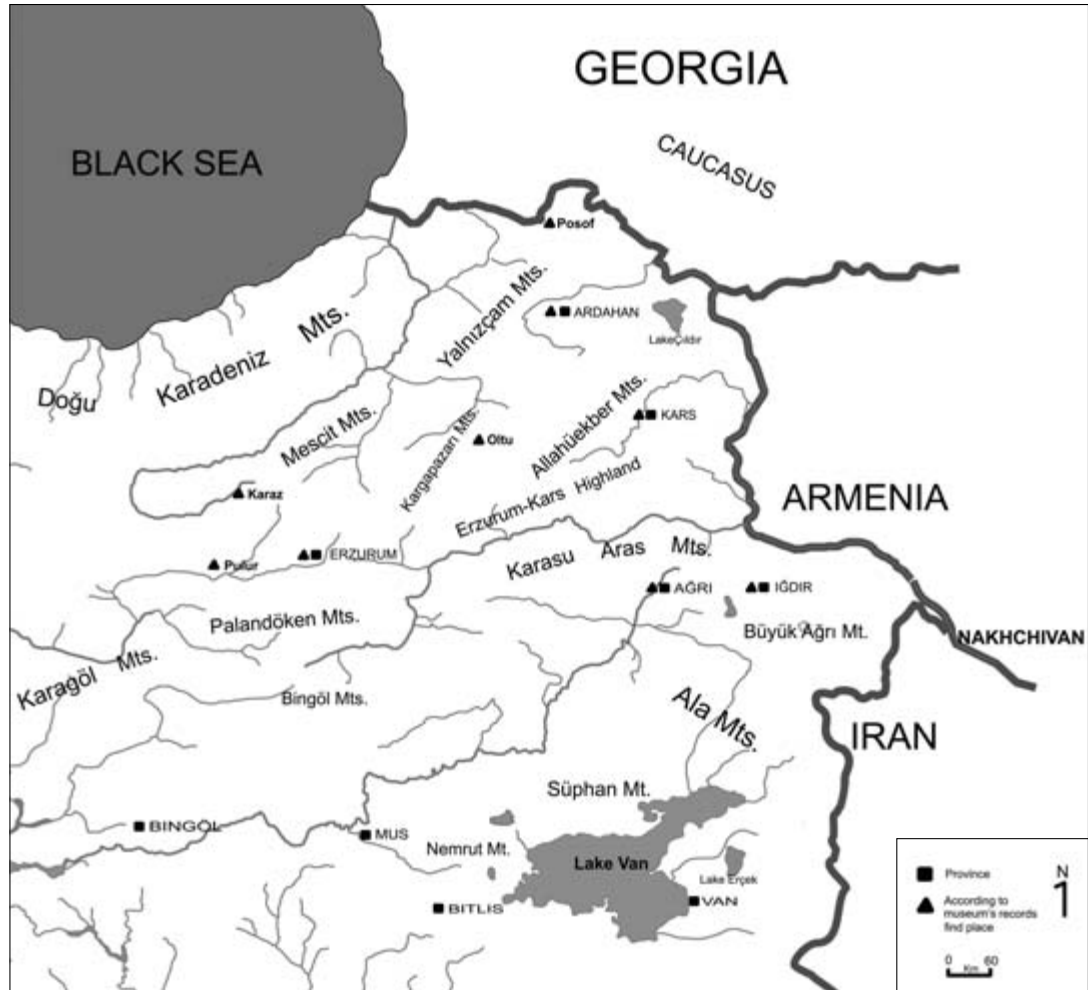 GEORGIA
CAUCASUS
BLACK SEA
Posof
Yalnızçam Mts.
ARDAHAN
LakeÇıldır
Doğu Karadeniz Mts.
Mescit Mts.
Kargapazarı Mts.
Oltu
Allahüekber Mts.
KARS
Karaz
Erzurum-Kars Highland
ARMENIA
Pulur
ERZURUM
Karasu Aras Mts.
AĞRI
IĞDIR
Palandöken Mts.
Büyük Ağrı Mt.
NAKHCHIVAN
Karagöl Mts.
Bingöl Mts.
Ala Mts.
IRAN
Süphan Mt.
BINGÖL
MUS
Nemrut Mt.
Lake Van
Lake Erçek
BITLIS
VAN
Province
N
According to
museum's records
find place
0 60
Km